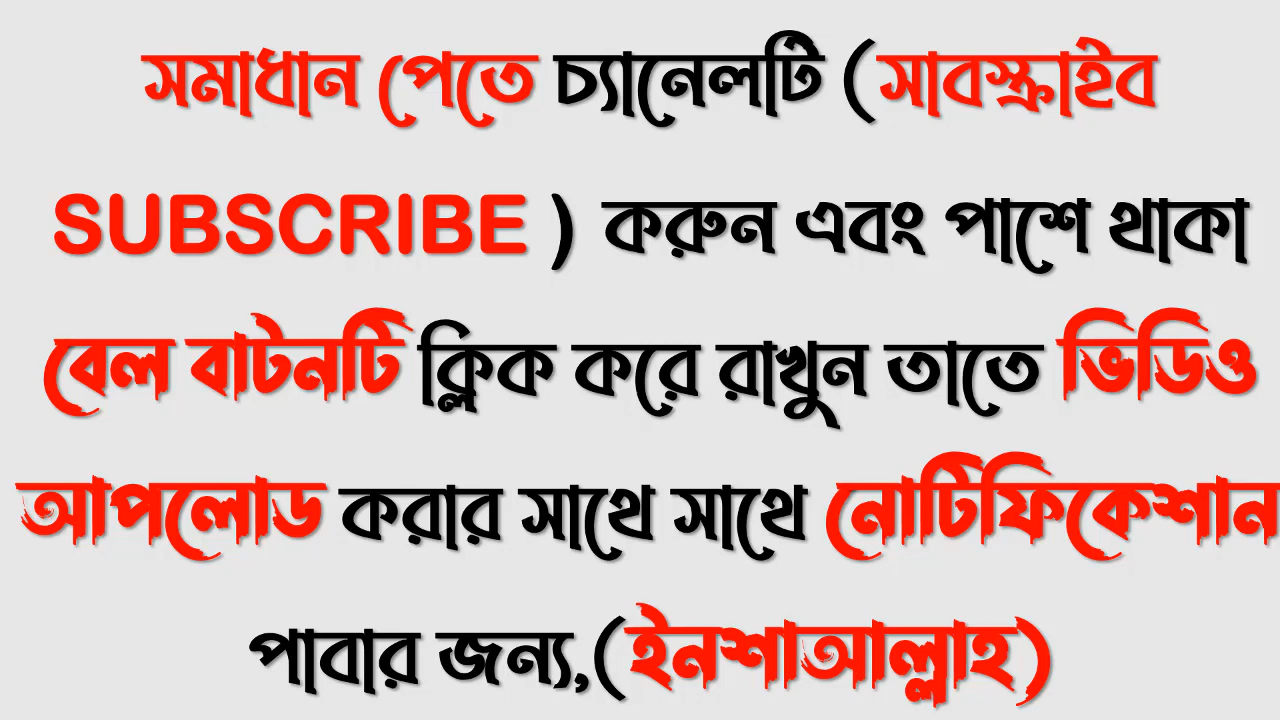 সমাধান পেতে চ্যানেলটি (সাবস্ক্রাইব
SUBSCRIBE ) করুন এবং পাশে থাকা
বেল বাটনটি ক্লিক করে রাখুন তাতে ভিডিও
আপলোড করার সাথে সাথে নোটিফিকেশান
পাবার জন্য,(ইনশাআল্লাহ)